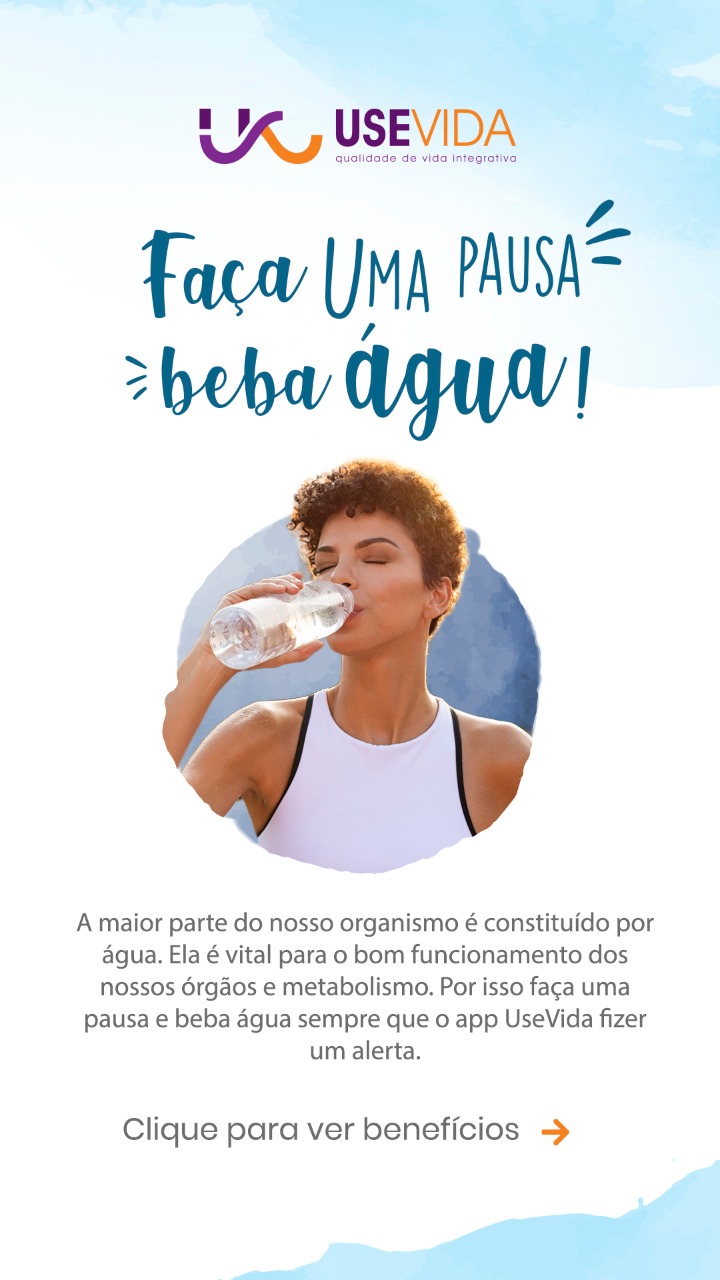 USEVIDA
qualidade de vida integrativa
Faça UMA PAUSA
beba água!
A maior parte do nosso organismo é constituído por
água. Ela é vital para o bom funcionamento dos
nossos órgãos e metabolismo. Por isso faça uma
pausa e beba água sempre que o app UseVida fizer
um alerta.
Clique para ver benefícios